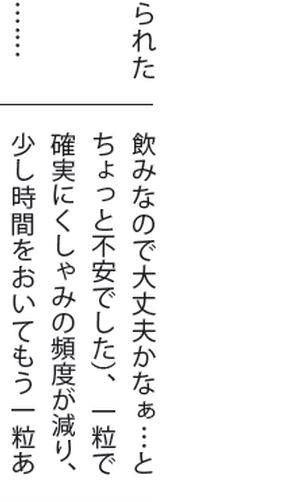 られた
………
飲みなので大丈夫かなぁ…と
ちょっと不安でした)、一粒で
確実にくしゃみの頻度が減り、
少し時間をおいてもう一粒あ